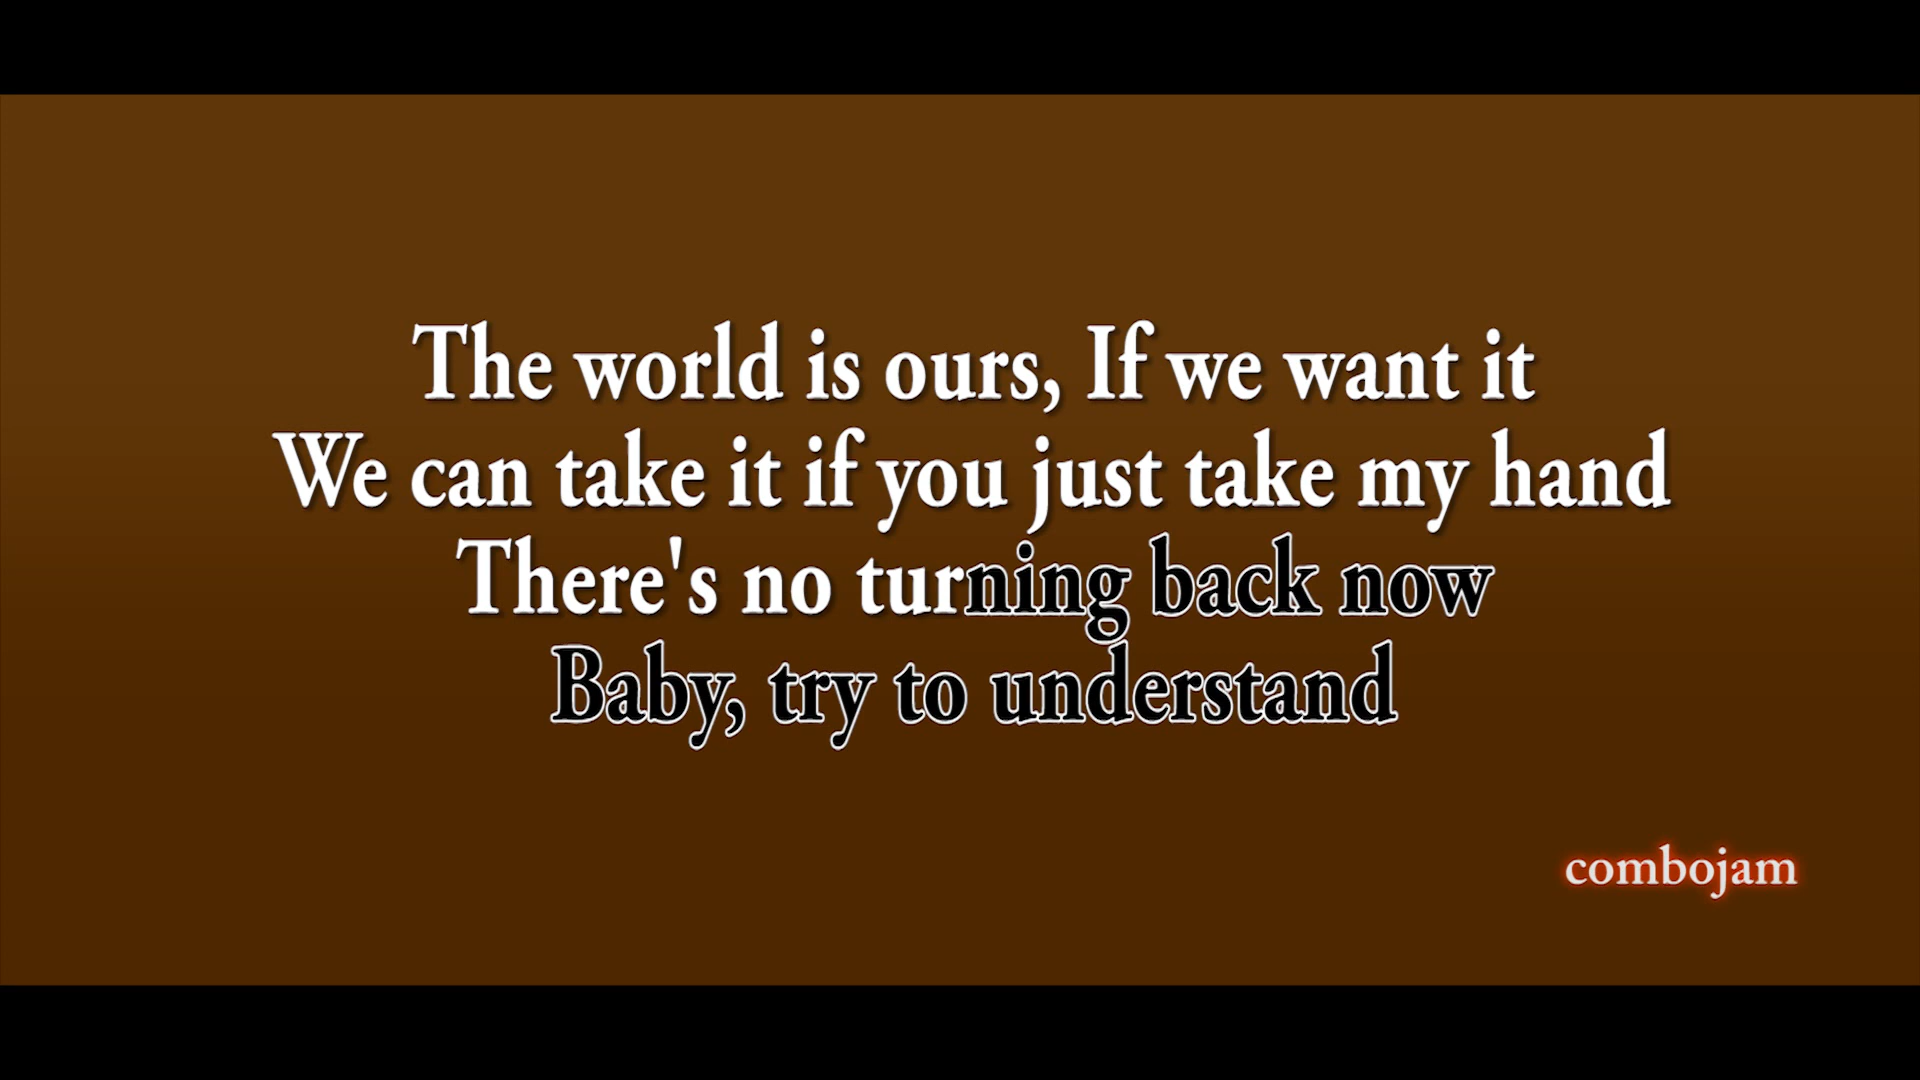 The world is ours, If we want it
We can take it if you just take my hand
There's no turning back now
Baby, try to understand
combojam